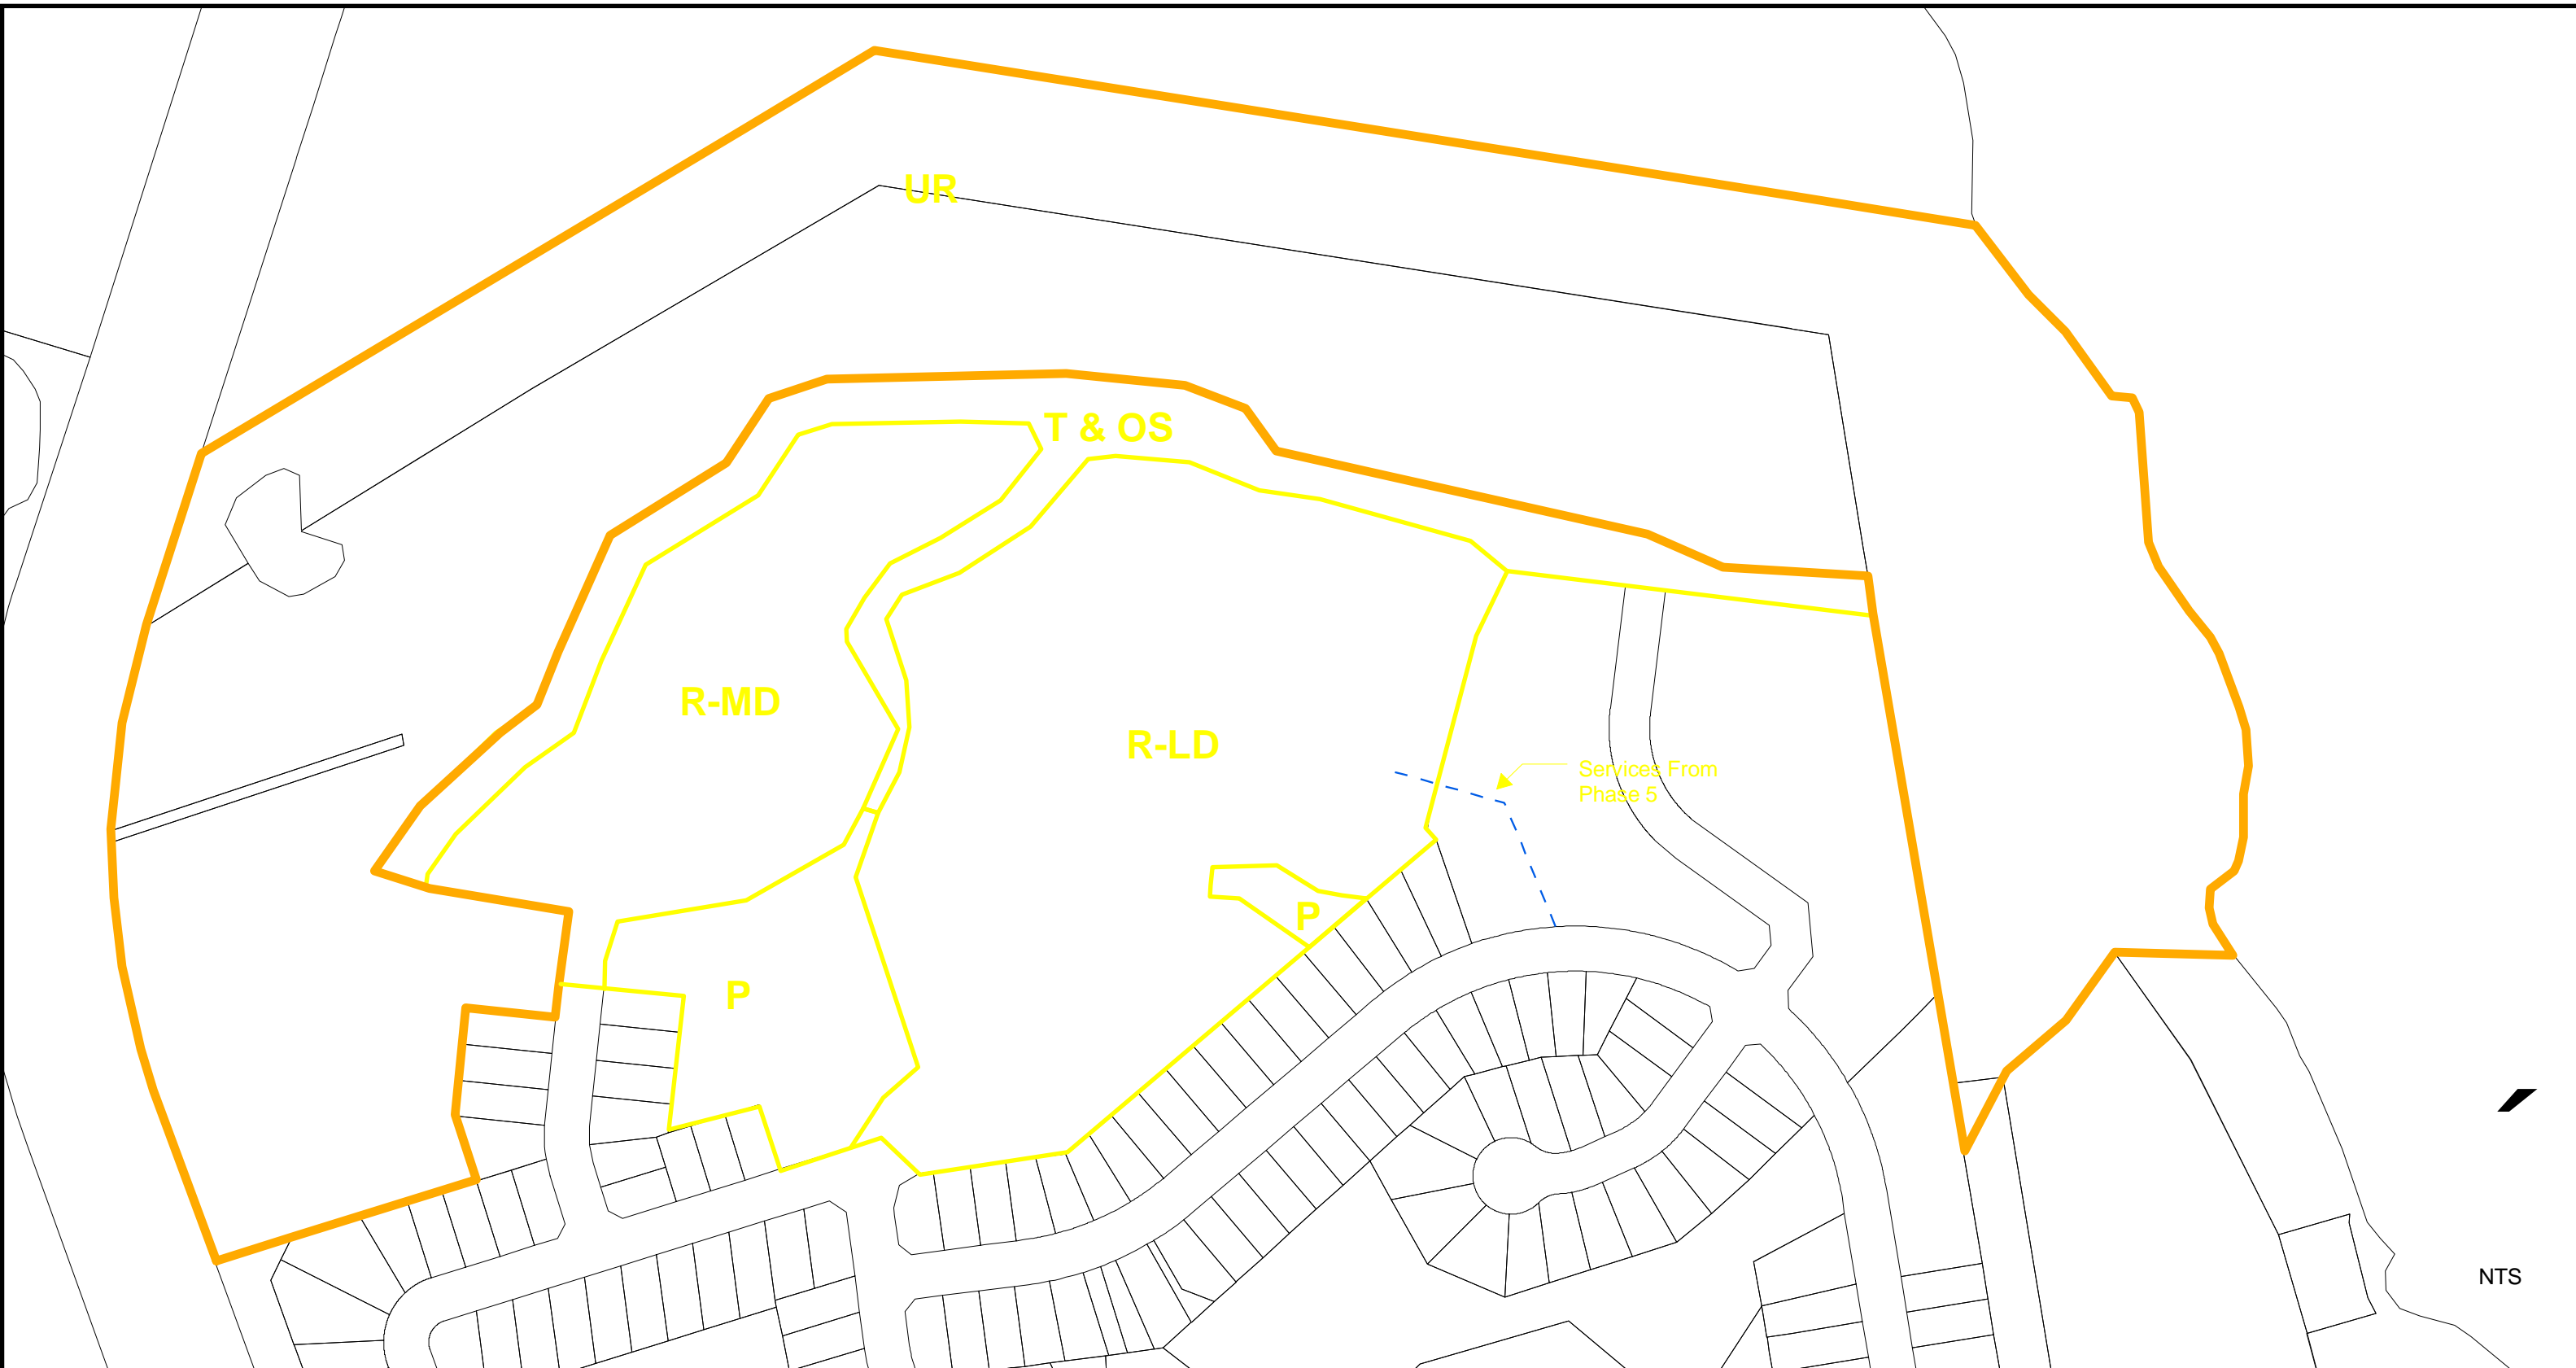 UR
T & OS
R-MD
R-LD
Services From
Phase 5
P
P
NTS